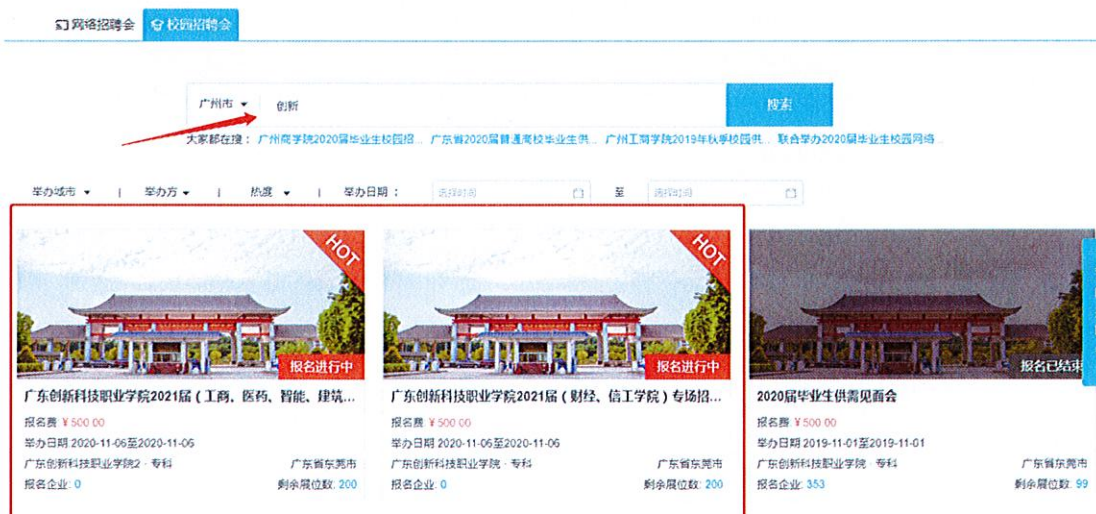 网络招聘会 校园招聘会
广州市 创新 搜索
大家都在搜： 广州商学院2020届毕业生校园招... 广东省2020届普通高校毕业生供... 广州工商学院2019年秋季校园供... 联合举办2020届毕业生校园网络...
举办城市 | 举办方 | 热度 | 举办日期： 选择时间 至 选择时间
HOT HOT
报名进行中 报名进行中 报名已结束
广东创新科技职业学院2021届（工商、医药、智能、建筑... 广东创新科技职业学院2021届（财经、信工学院）专场招... 2020届毕业生供需见面会
报名费 ¥500.00 报名费 ¥500.00 报名费 ¥500.00
举办日期 2020-11-06至2020-11-06 举办日期 2020-11-06至2020-11-06 举办日期 2019-11-01至2019-11-01
广东创新科技职业学院2 · 专科 广东省东莞市 广东创新科技职业学院 · 专科 广东省东莞市 广东创新科技职业学院 · 专科 广东省东莞市
报名企业: 0 剩余展位数: 200 报名企业: 0 剩余展位数: 200 报名企业: 353 剩余展位数: 99